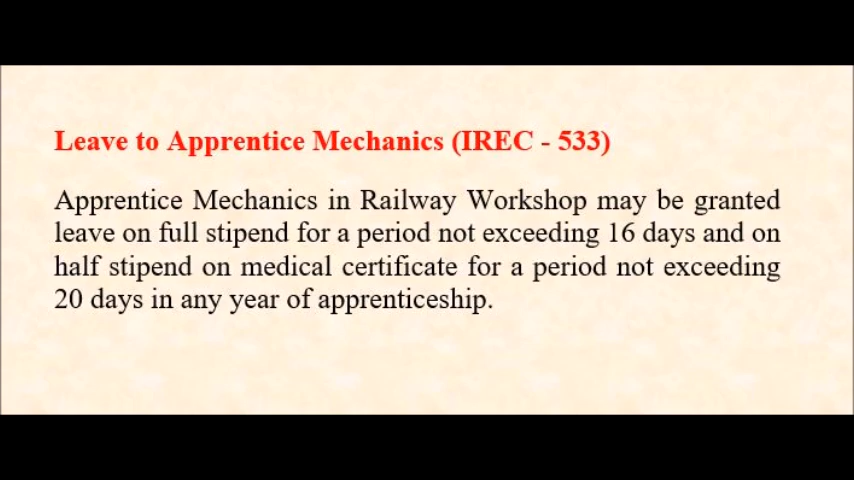 Leave to Apprentice Mechanics (IREC - 533)
Apprentice Mechanics in Railway Workshop may be granted
leave on full stipend for a period not exceeding 16 days and on
half stipend on medical certificate for a period not exceeding
20 days in any year of apprenticeship.